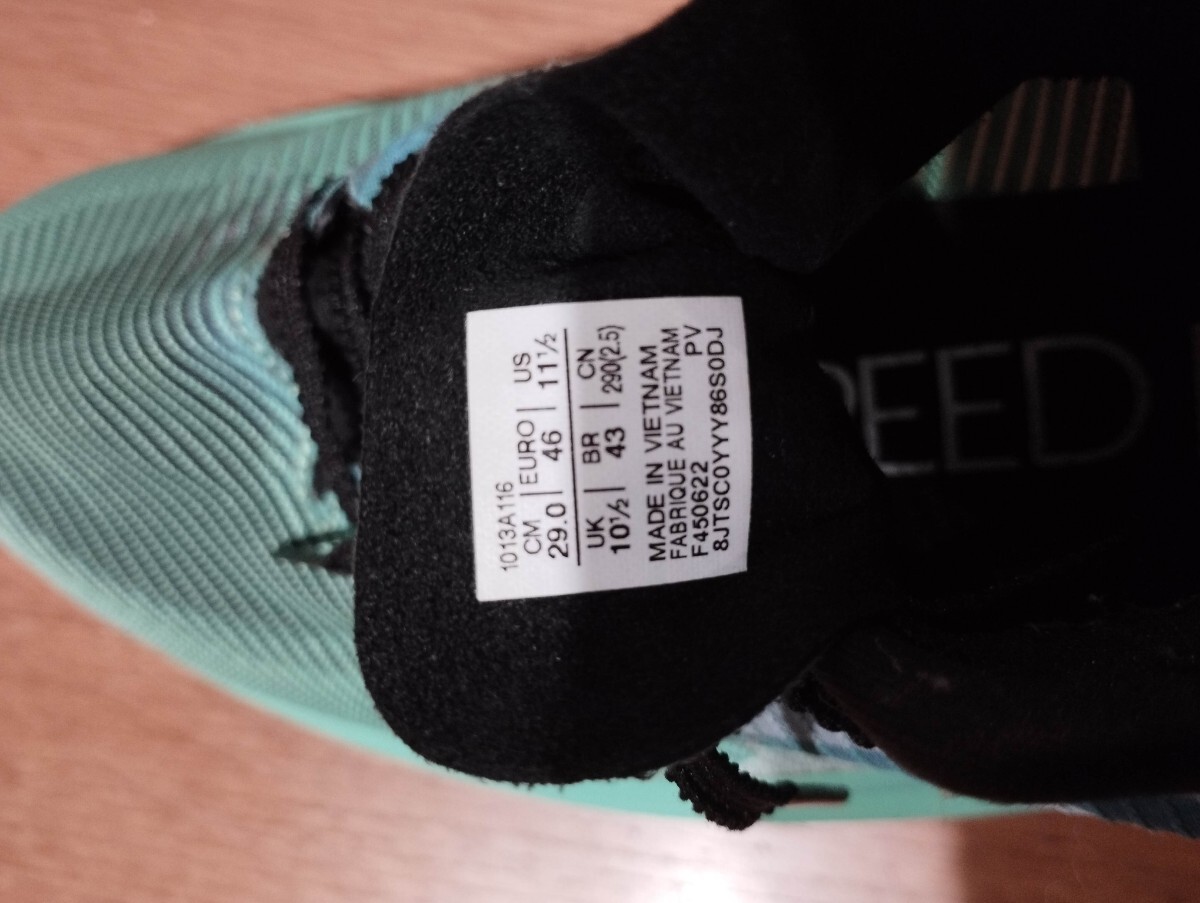 1013A116
CM | EURO | US
29.0 | 46 | 11½
UK | BR | CN
10½ | 43 | 290(2.5)
MADE IN VIETNAM
FABRIQUE AU VIETNAM
F450622 PV
8JTSC0YYY86S0DJ
EED